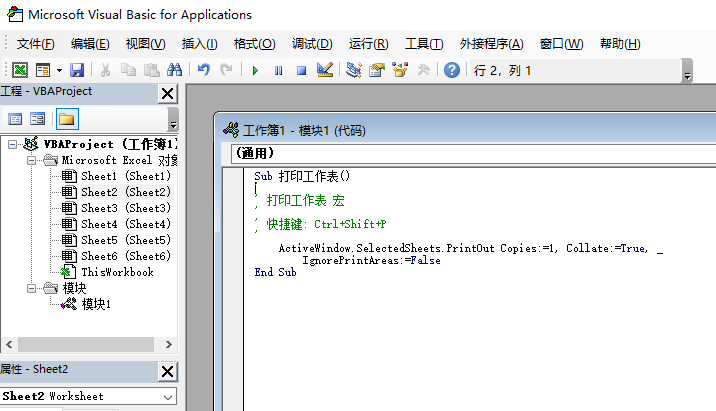 Microsoft Visual Basic for Applications
文件(F) 编辑(E) 视图(V) 插入(I) 格式(O) 调试(D) 运行(R) 工具(T) 外接程序(A) 窗口(W) 帮助(H)
行 2, 列 1
工程 - VBAProject
VBAProject (工作簿1)
Microsoft Excel 对象
Sheet1 (Sheet1)
Sheet2 (Sheet2)
Sheet3 (Sheet3)
Sheet4 (Sheet4)
Sheet5 (Sheet5)
Sheet6 (Sheet6)
ThisWorkbook
模块
模块1
属性 - Sheet2
Sheet2 Worksheet
工作簿1 - 模块1 (代码)
(通用)
Sub 打印工作表()
'
' 打印工作表 宏
'
' 快捷键: Ctrl+Shift+P
'
ActiveWindow.SelectedSheets.PrintOut Copies:=1, Collate:=True, _
IgnorePrintAreas:=False
End Sub